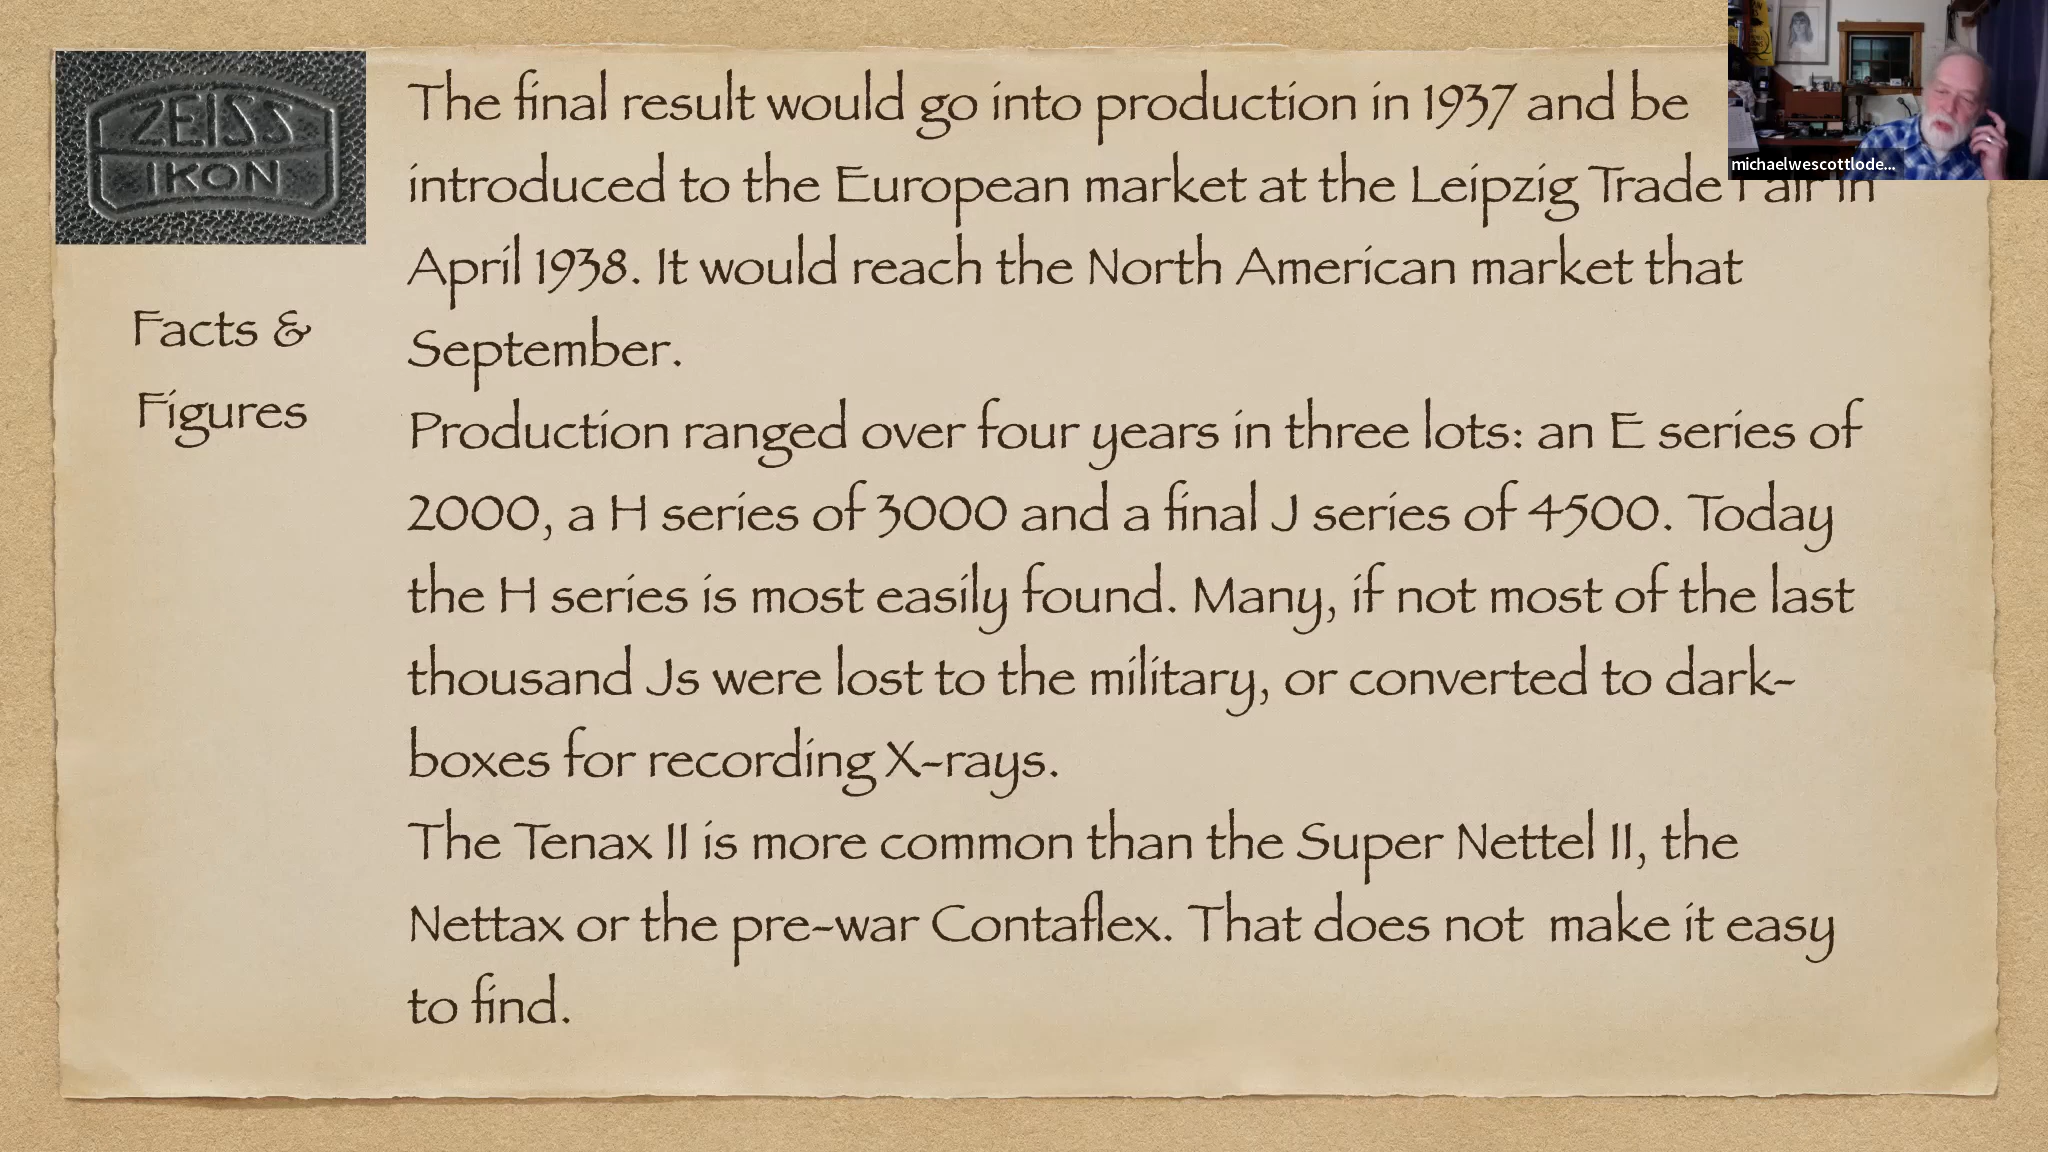 ZEISS
IKON
Facts &
Figures
The final result would go into production in 1937 and be
introduced to the European market at the Leipzig Trade Fair in
April 1938. It would reach the North American market that
September.
Production ranged over four years in three lots: an E series of
2000, a H series of 3000 and a final J series of 4500. Today
the H series is most easily found. Many, if not most of the last
thousand Js were lost to the military, or converted to dark-
boxes for recording X-rays.
The Tenax II is more common than the Super Nettel II, the
Nettax or the pre-war Contaflex. That does not  make it easy
to find.
michaelwescottlode...